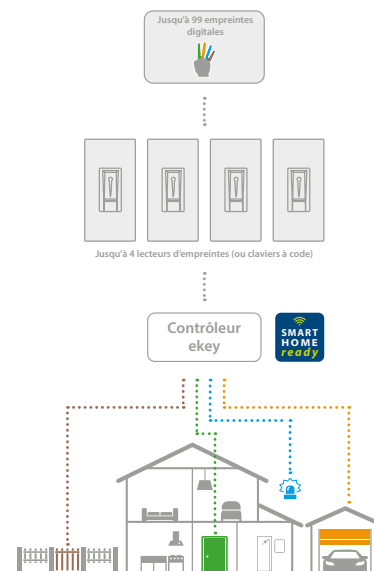 Jusqu'à 99 empreintes
digitales
Jusqu'à 4 lecteurs d'empreintes (ou claviers à code)
Contrôleur
ekey
SMART
HOME
ready